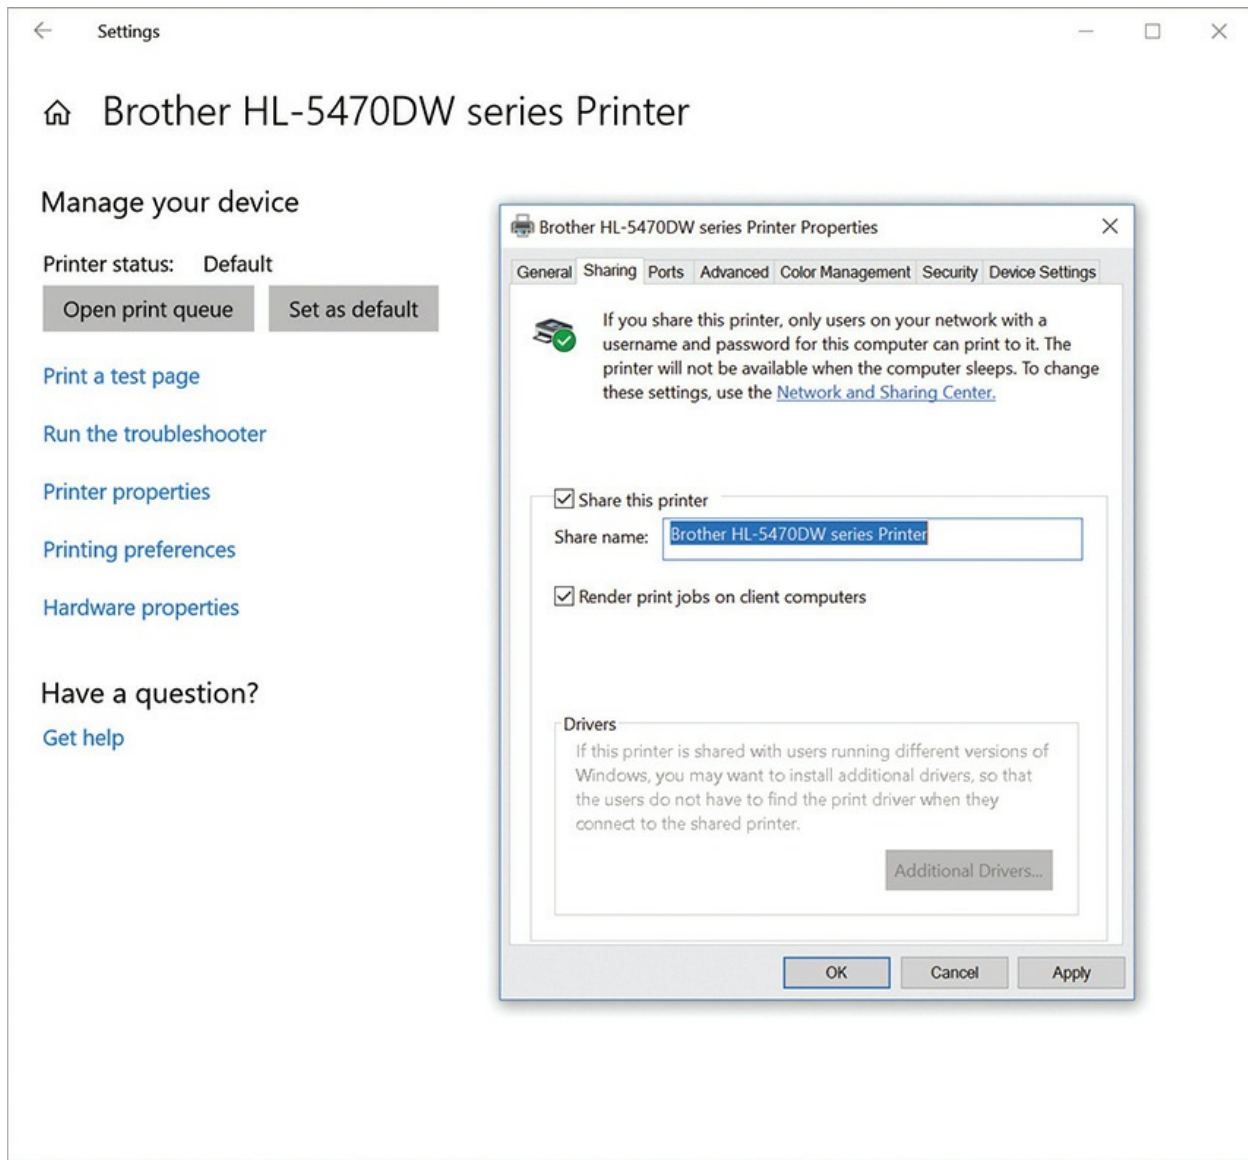 Settings
Brother HL-5470DW series Printer
Manage your device
Printer status: Default
Open print queue
Set as default
Print a test page
Run the troubleshooter
Printer properties
Printing preferences
Hardware properties
Have a question?
Get help
Brother HL-5470DW series Printer Properties
General Sharing Ports Advanced Color Management Security Device Settings
If you share this printer, only users on your network with a
username and password for this computer can print to it. The
printer will not be available when the computer sleeps. To change
these settings, use the Network and Sharing Center.
Share this printer
Share name: Brother HL-5470DW series Printer
Render print jobs on client computers
Drivers
If this printer is shared with users running different versions of
Windows, you may want to install additional drivers, so that
the users do not have to find the print driver when they
connect to the shared printer.
Additional Drivers...
OK Cancel Apply